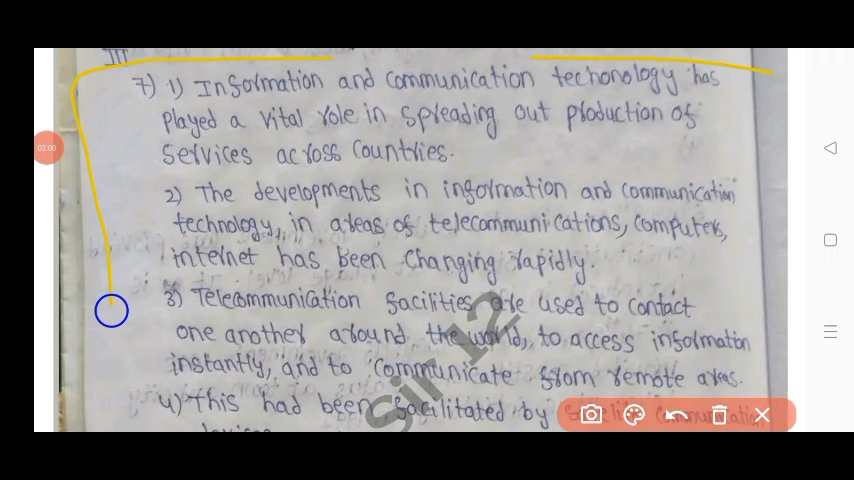 III
7) 1) Information and communication techonology has
played a vital role in spreading out production of
services across countries.
2) The developments in information and communication
technology, in areas of telecommunications, computers,
internet has been changing rapidly.
3) Telecommunication facilities are used to contact
one another around the world, to access information
instantly, and to communicate from remote areas.
4) This had been facilitated by satellite communication
devices
Sir 12
02:00